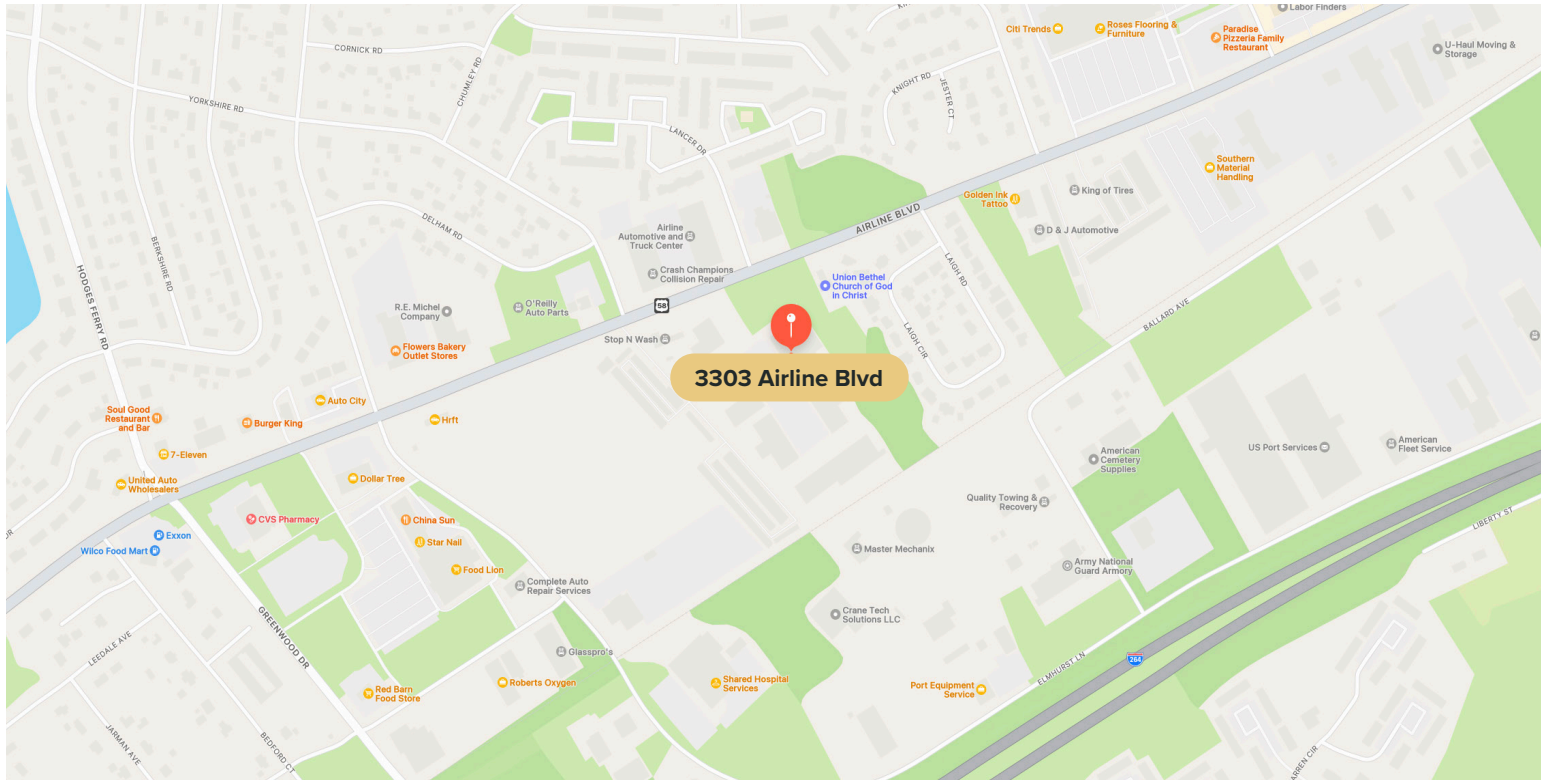 Labor Finders
Citi Trends
Roses Flooring &
Furniture
Paradise
Pizzeria Family
Restaurant
U-Haul Moving &
Storage
CORNICK RD
CHUMLEY RD
YORKSHIRE RD
KNIGHT RD
JESTER CT
LANCER DR
Southern
Material
Handling
King of Tires
Golden Ink
Tattoo
D & J Automotive
AIRLINE BLVD
DELHAM RD
BERKSHIRE RD
HODGES FERRY RD
Airline
Automotive and
Truck Center
Crash Champions
Collision Repair
Union Bethel
Church of God
in Christ
LAIGH RD
LAIGH CIR
BALLARD AVE
58
R.E. Michel
Company
O'Reilly
Auto Parts
Stop N Wash
Flowers Bakery
Outlet Stores
3303 Airline Blvd
Auto City
Hrft
Soul Good
Restaurant
and Bar
Burger King
7-Eleven
United Auto
Wholesalers
Dollar Tree
CVS Pharmacy
China Sun
Star Nail
Exxon
Wilco Food Mart
Food Lion
American
Cemetery
Supplies
US Port Services
American
Fleet Service
Quality Towing &
Recovery
LIBERTY ST
Master Mechanix
Army National
Guard Armory
Complete Auto
Repair Services
Crane Tech
Solutions LLC
GREENWOOD DR
LEEDALE AVE
Glasspro's
264
ELMHURST LN
Red Barn
Food Store
Roberts Oxygen
Shared Hospital
Services
Port Equipment
Service
JARMAN AVE
BEDFORD CT
ARREN CIR